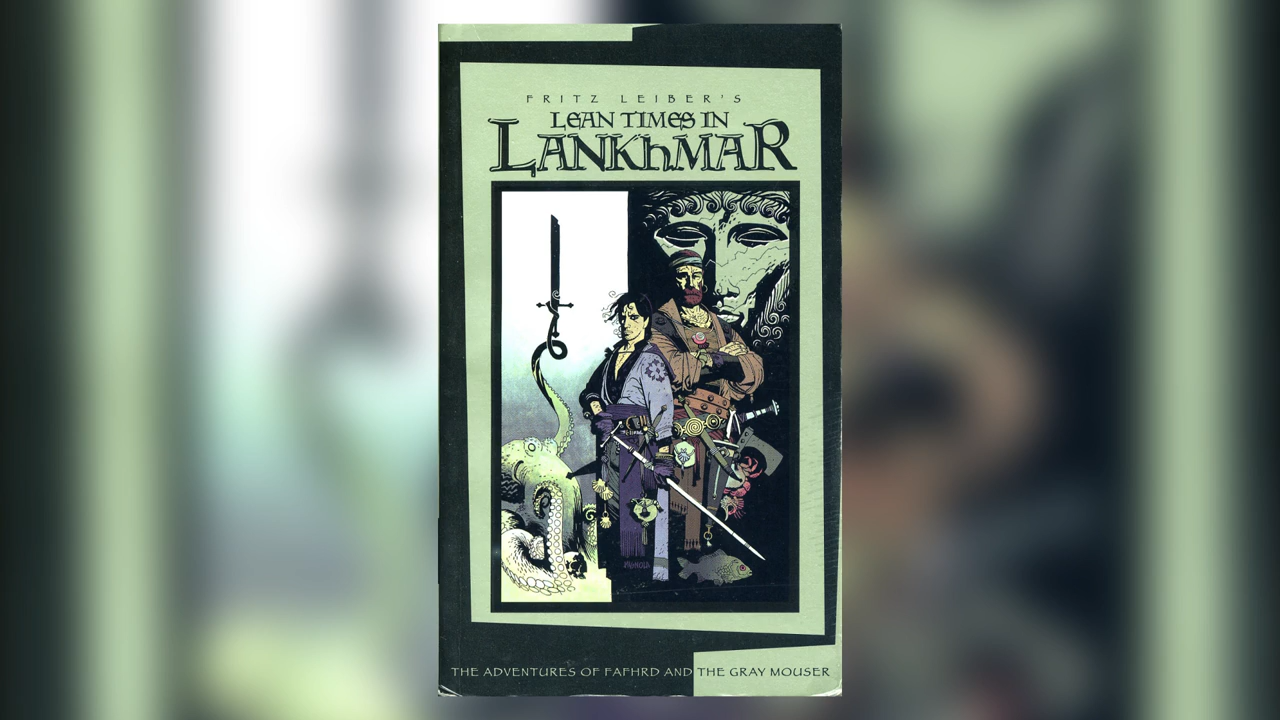 FRITZ LEIBER'S
LEAN TIMES IN
LANKhMAR
MIGNOLA
THE ADVENTURES OF FAFHRD AND THE GRAY MOUSER